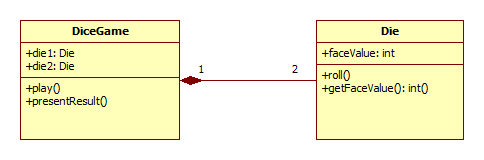 DiceGame
+die1: Die
+die2: Die
+play()
+presentResult()
1
2
Die
+faceValue: int
+roll()
+getFaceValue(): int()